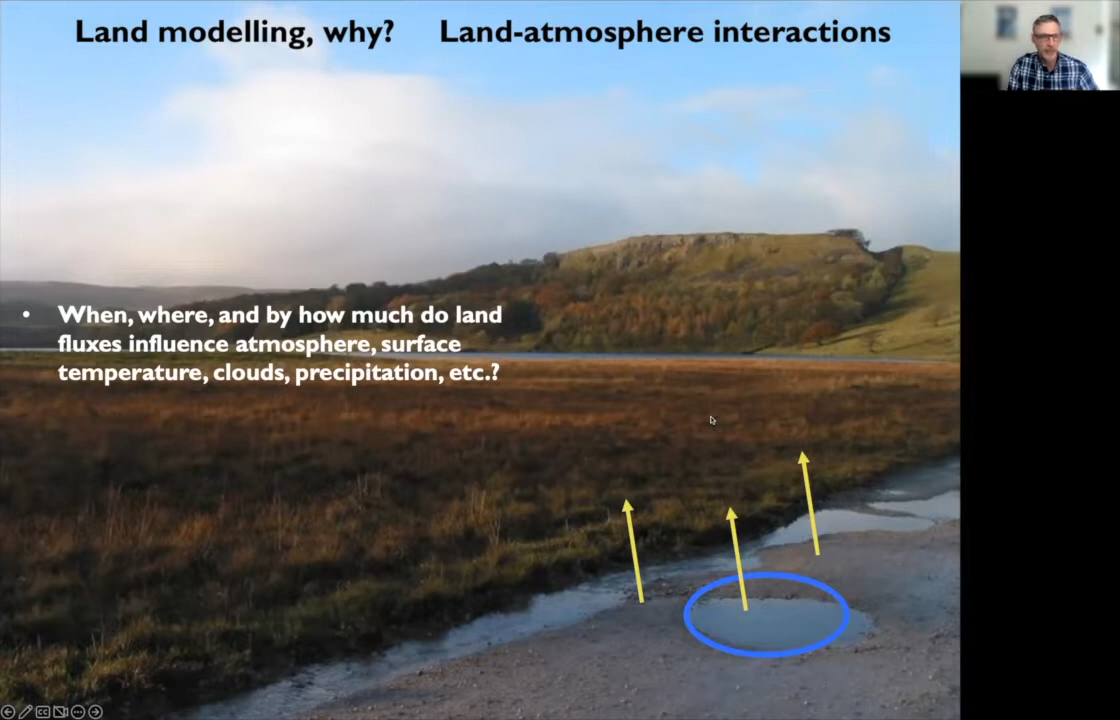 Land modelling, why? Land-atmosphere interactions
• When, where, and by how much do land
fluxes influence atmosphere, surface
temperature, clouds, precipitation, etc.?